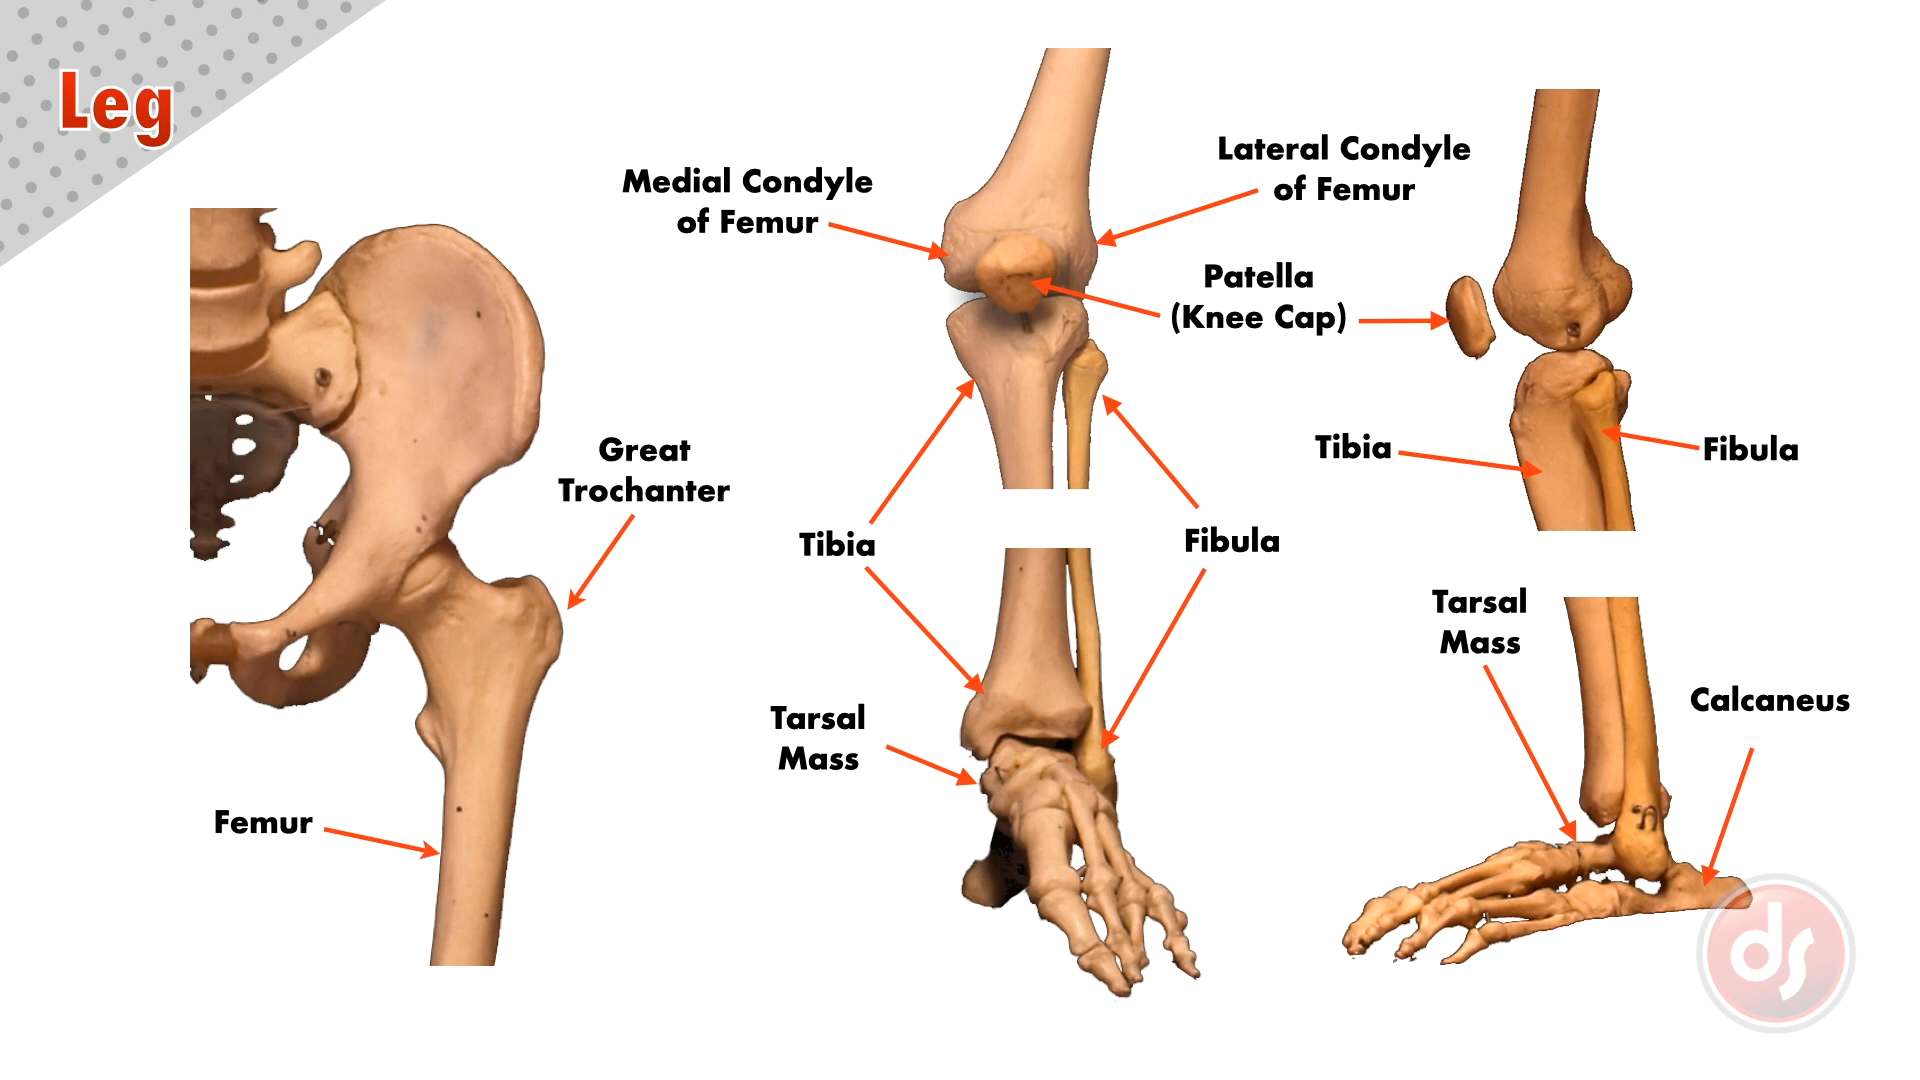 Leg
Medial Condyle
of Femur
Lateral Condyle
of Femur
Patella
(Knee Cap)
Great
Trochanter
Tibia
Fibula
Tibia
Fibula
Tarsal
Mass
Tarsal
Mass
Calcaneus
Femur
ds